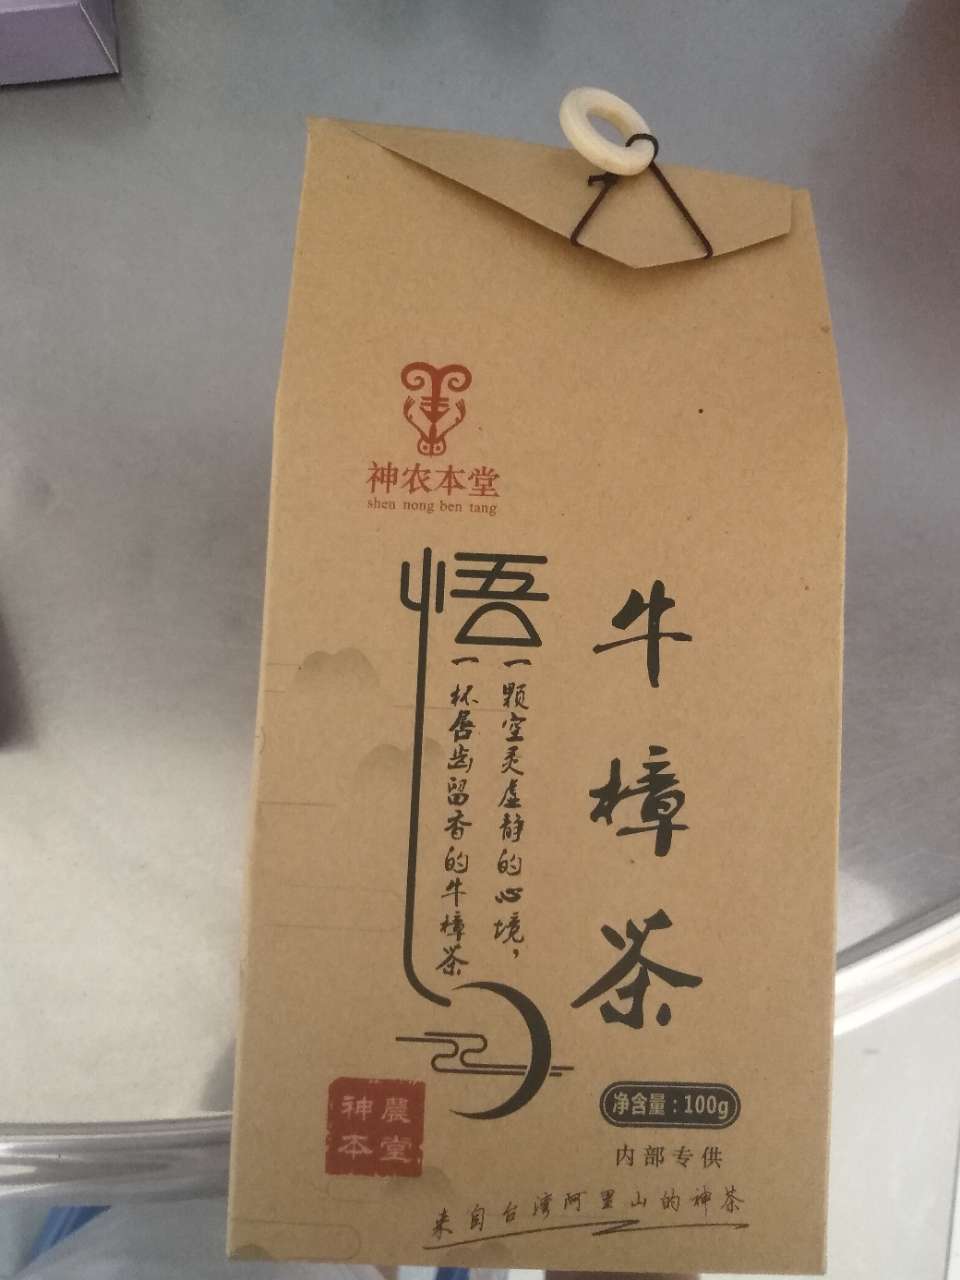 神农本堂
shen nong ben tang
悟
一颗空灵虚静的心境，
一杯唇齿留香的牛樟茶
牛樟茶
净含量：100g
内部专供
神農
本堂
来自台湾阿里山的神茶